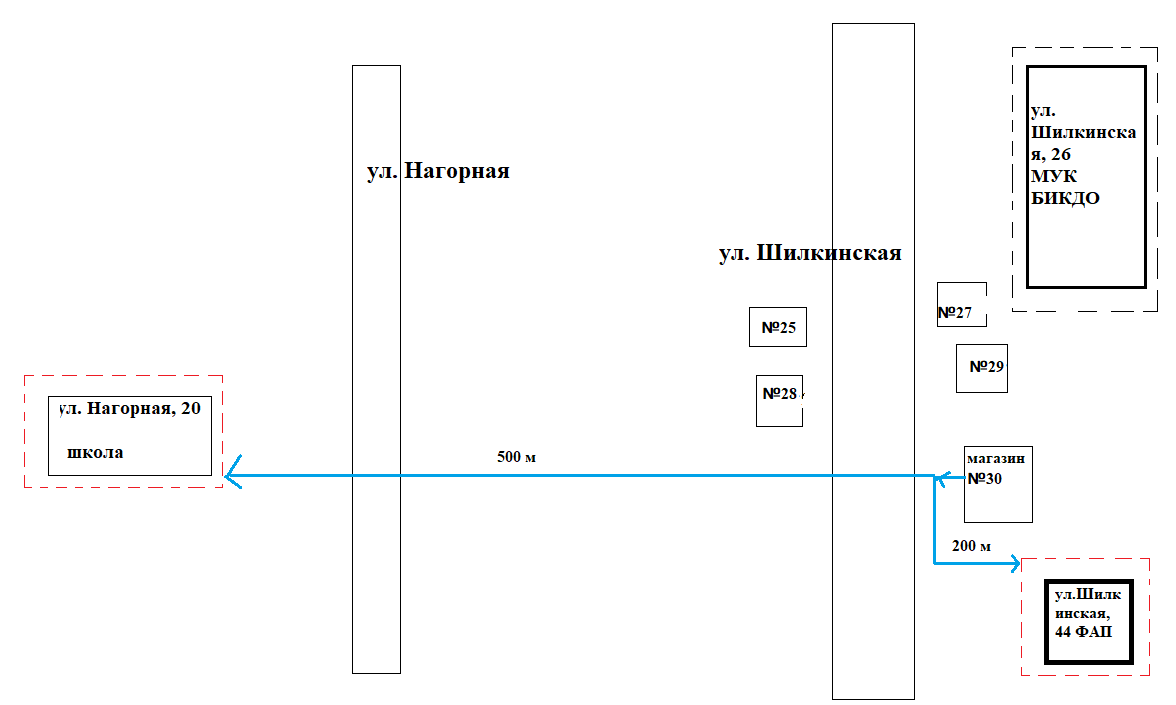 ул.
Шилкинска
я, 26
МУК
БИКДО
ул. Нагорная
ул. Шилкинская
№27
№25
№29
№28
ул. Нагорная, 20
школа
500 м
магазин
№30
200 м
ул.Шилк
инская,
44 ФАП